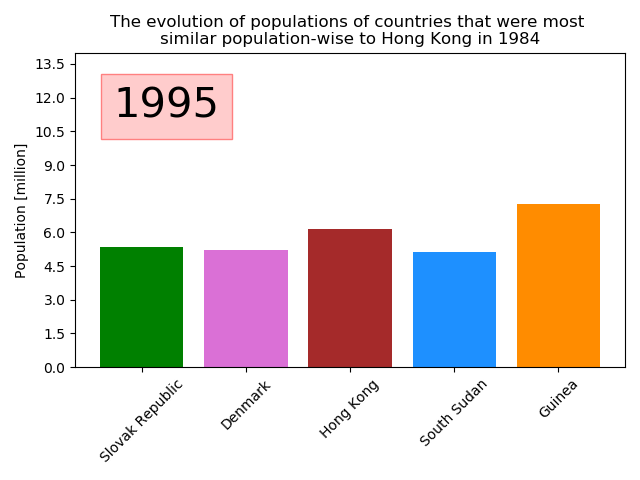 The evolution of populations of countries that were most
similar population-wise to Hong Kong in 1984
1995
Population [million]
13.5
12.0
10.5
9.0
7.5
6.0
4.5
3.0
1.5
0.0
Slovak Republic
Denmark
Hong Kong
South Sudan
Guinea